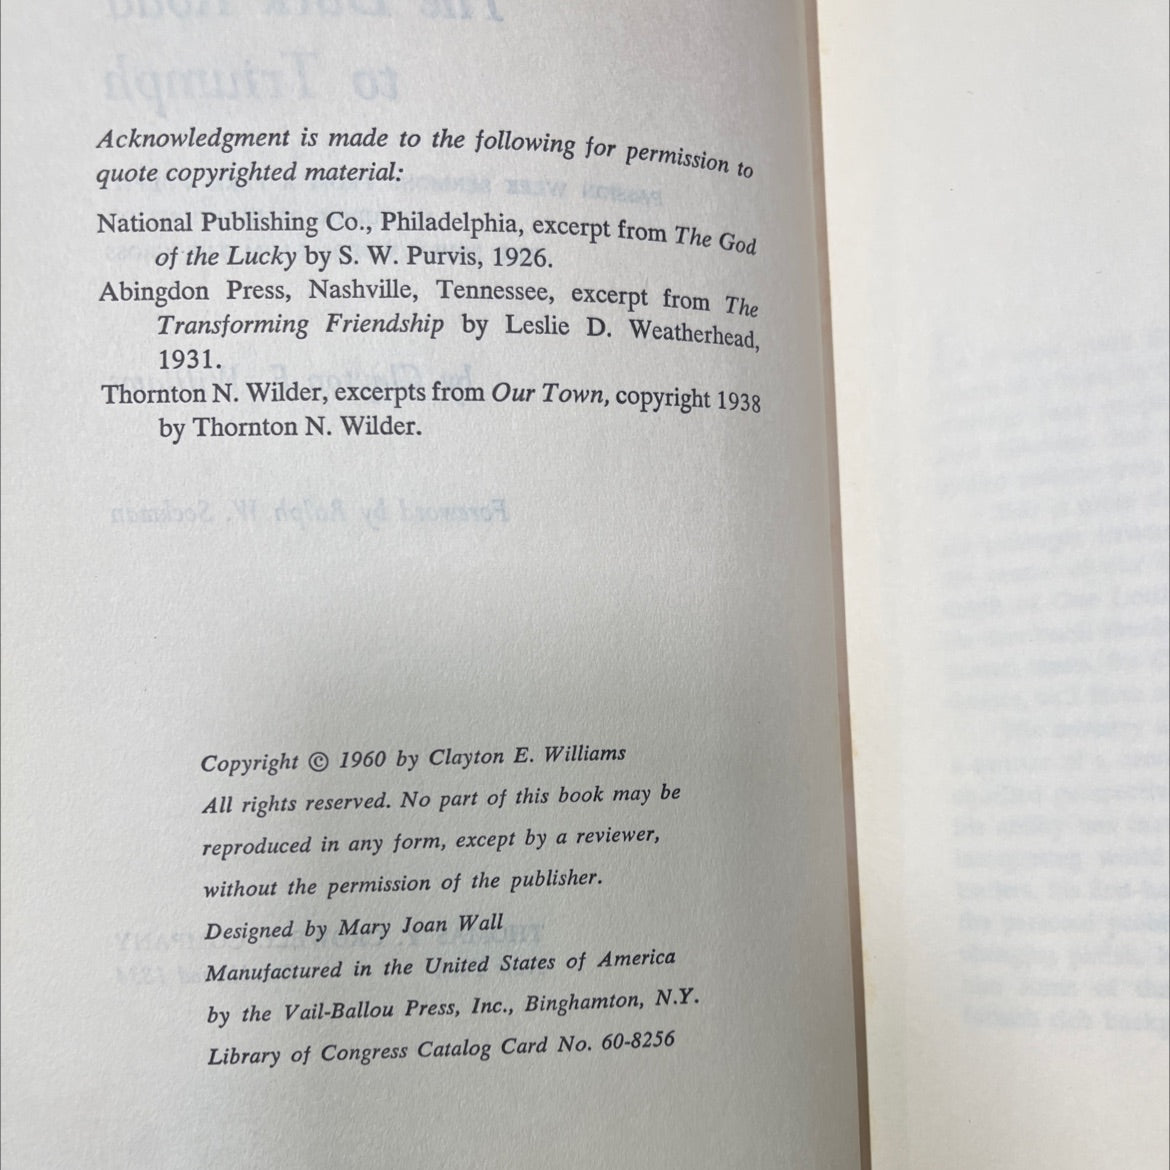 Acknowledgment is made to the following for permission to
quote copyrighted material:
National Publishing Co., Philadelphia, excerpt from The God
of the Lucky by S. W. Purvis, 1926.
Abingdon Press, Nashville, Tennessee, excerpt from The
Transforming Friendship by Leslie D. Weatherhead,
1931.
Thornton N. Wilder, excerpts from Our Town, copyright 1938
by Thornton N. Wilder.
Copyright © 1960 by Clayton E. Williams
All rights reserved. No part of this book may be
reproduced in any form, except by a reviewer,
without the permission of the publisher.
Designed by Mary Joan Wall
Manufactured in the United States of America
by the Vail-Ballou Press, Inc., Binghamton, N.Y.
Library of Congress Catalog Card No. 60-8256